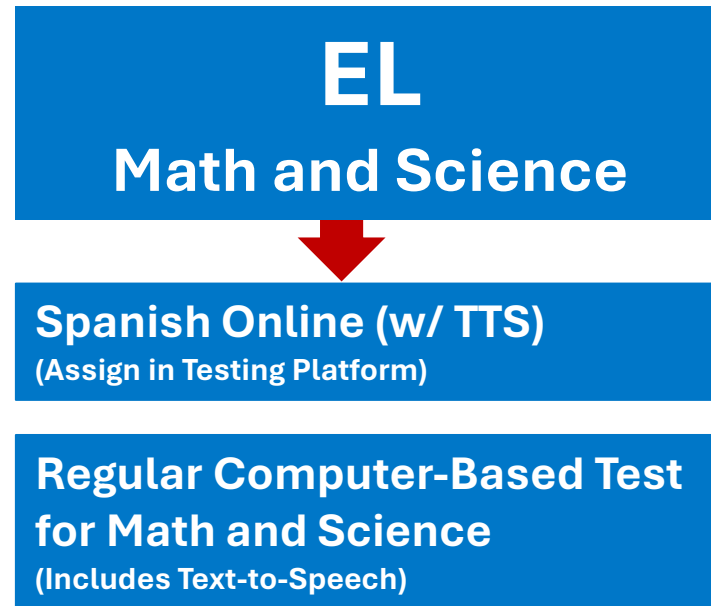 EL
Math and Science
Spanish Online (w/ TTS)
(Assign in Testing Platform)
Regular Computer-Based Test
for Math and Science
(Includes Text-to-Speech)